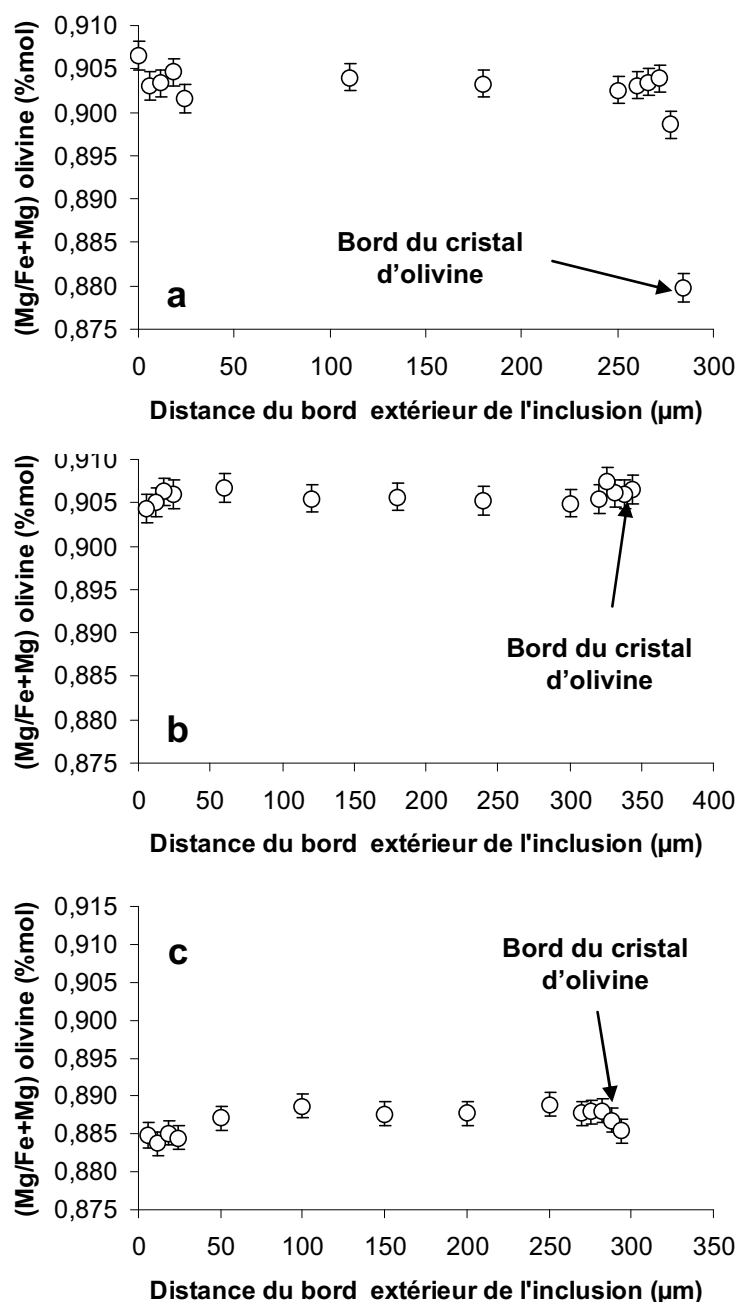 (Mg/Fe+Mg) olivine (%mol)
0,910
0,905
0,900
0,895
0,890
0,885
0,880
0,875
Bord du cristal
d'olivine
a
0 50 100 150 200 250 300
Distance du bord extérieur de l'inclusion (µm)
(Mg/Fe+Mg) olivine (%mol)
0,910
0,905
0,900
0,895
0,890
0,885
0,880
0,875
Bord du cristal
d'olivine
b
0 50 100 150 200 250 300 350 400
Distance du bord extérieur de l'inclusion (µm)
(Mg/Fe+Mg) olivine (%mol)
0,915
0,910
0,905
0,900
0,895
0,890
0,885
0,880
0,875
c
Bord du cristal
d'olivine
0 50 100 150 200 250 300 350
Distance du bord extérieur de l'inclusion (µm)